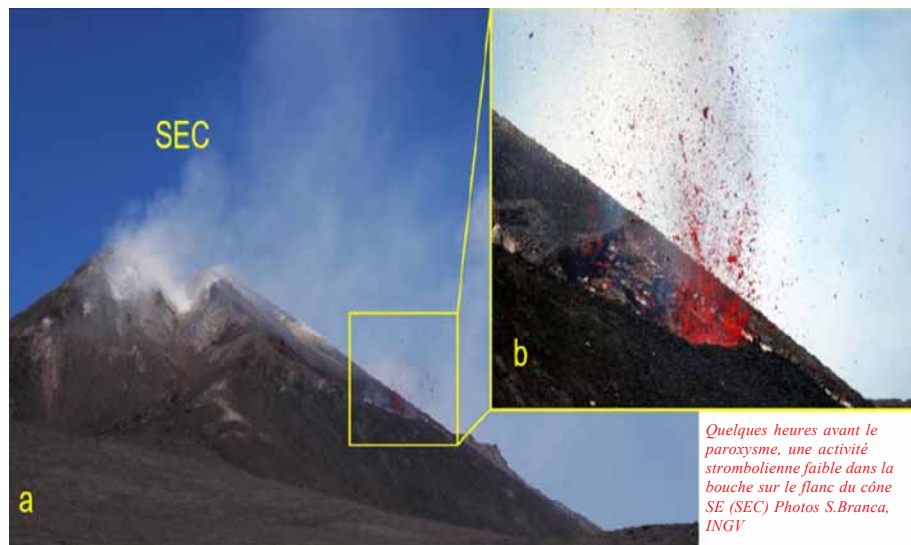 SEC
b
a
Quelques heures avant le
paroxysme, une activité
strombolienne faible dans la
bouche sur le flanc du cône
SE (SEC) Photos S.Branca,
INGV